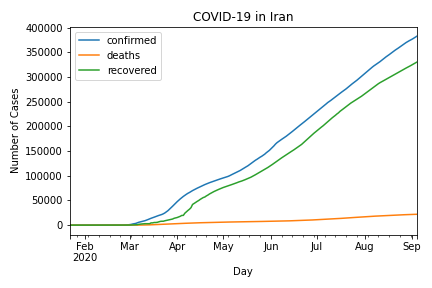 COVID-19 in Iran
400000
350000
300000
250000
200000
150000
100000
50000
0
Number of Cases
confirmed
deaths
recovered
Feb Mar Apr May Jun Jul Aug Sep
2020
Day